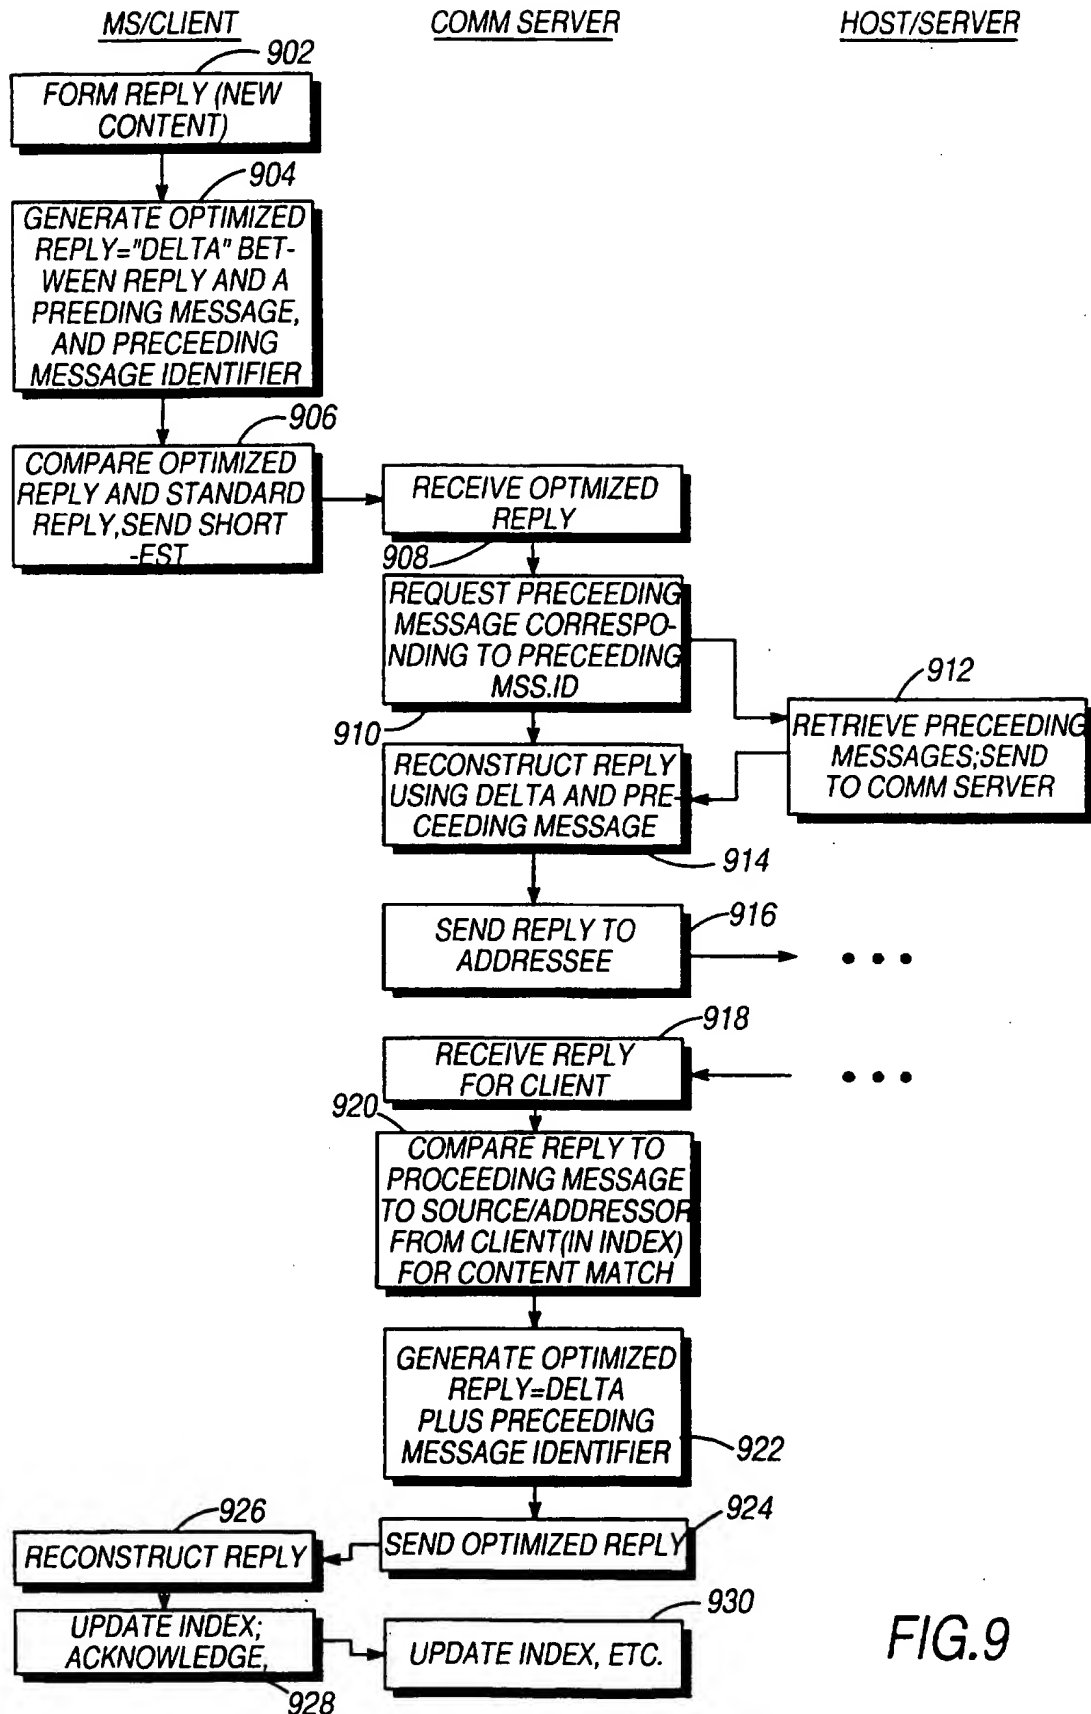 MS/CLIENT
COMM SERVER
HOST/SERVER
902
FORM REPLY (NEW
CONTENT)
904
GENERATE OPTIMIZED
REPLY="DELTA" BET-
WEEN REPLY AND A
PREEDING MESSAGE,
AND PRECEEDING
MESSAGE IDENTIFIER
906
COMPARE OPTIMIZED
REPLY AND STANDARD
REPLY,SEND SHORT
-EST
RECEIVE OPTMIZED
REPLY
908
REQUEST PRECEEDING
MESSAGE CORRESPO-
NDING TO PRECEEDING
MSS.ID
910
912
RETRIEVE PRECEEDING
MESSAGES;SEND
TO COMM SERVER
RECONSTRUCT REPLY
USING DELTA AND PRE-
CEEDING MESSAGE
914
SEND REPLY TO
ADDRESSEE
916
918
RECEIVE REPLY
FOR CLIENT
920
COMPARE REPLY TO
PROCEEDING MESSAGE
TO SOURCE/ADDRESSOR
FROM CLIENT(IN INDEX)
FOR CONTENT MATCH
GENERATE OPTIMIZED
REPLY=DELTA
PLUS PRECEEDING
MESSAGE IDENTIFIER
922
SEND OPTIMIZED REPLY
924
926
RECONSTRUCT REPLY
UPDATE INDEX;
ACKNOWLEDGE,
928
930
UPDATE INDEX, ETC.
FIG.9